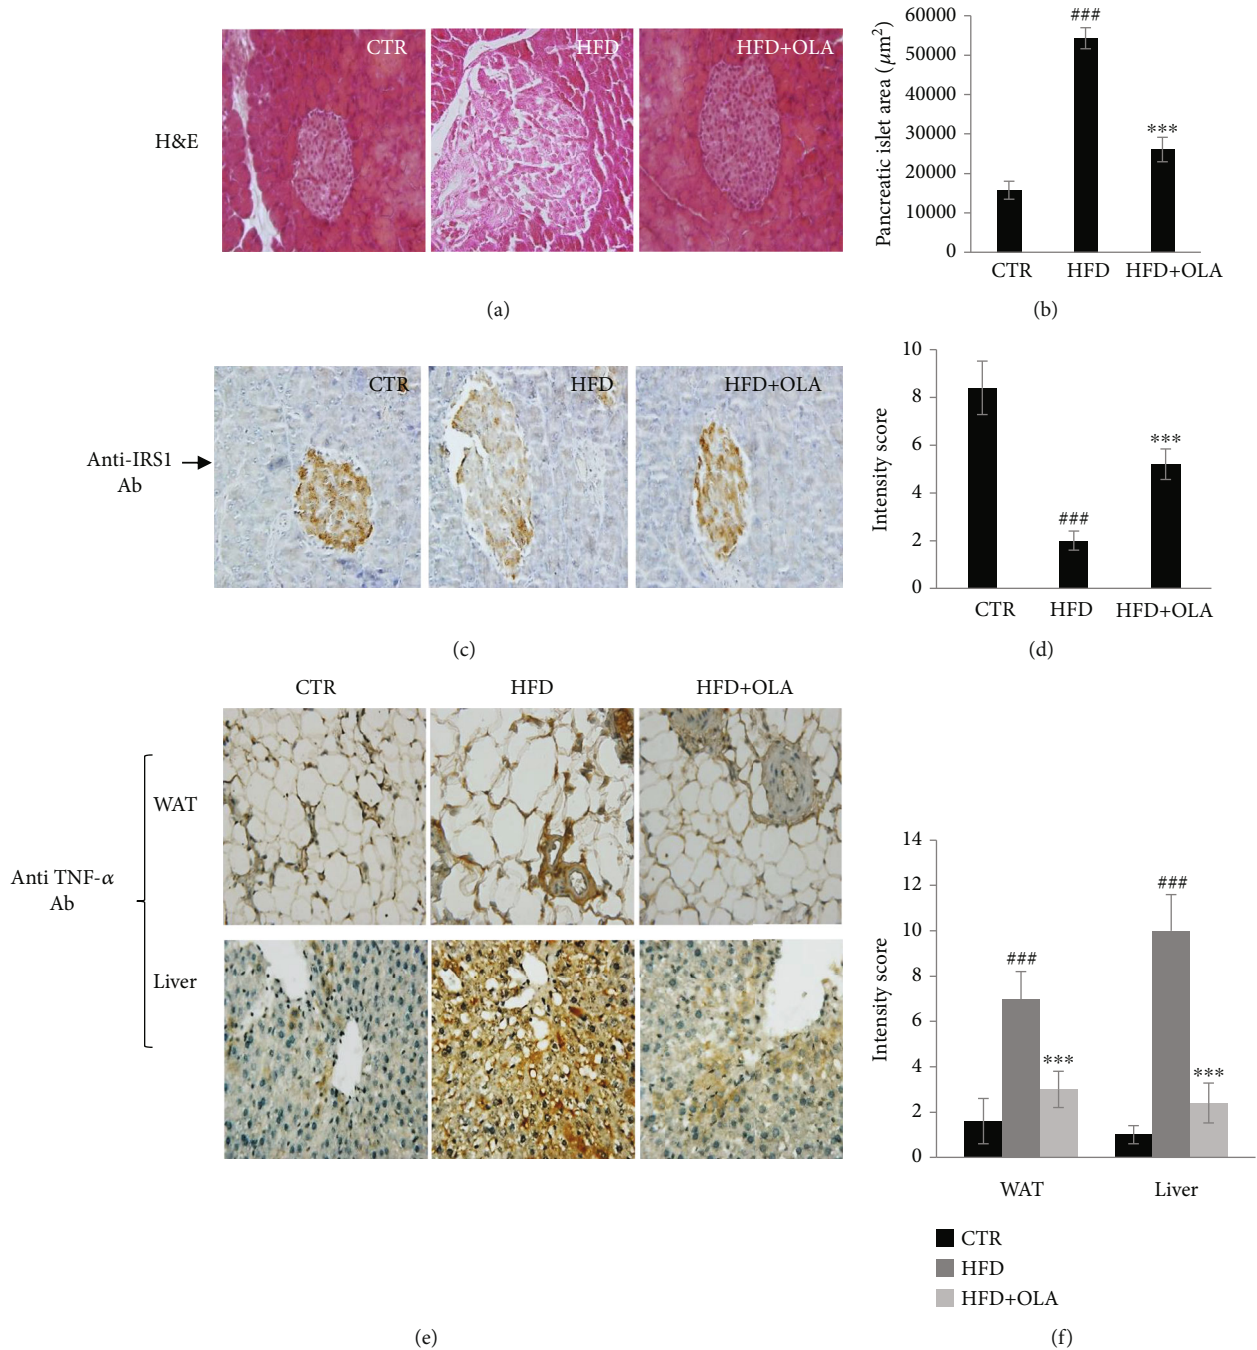 CTR
HFD
HFD+OLA
H&E
(a)
60000
50000
40000
30000
20000
10000
0
Pancreatic islet area (μm²)
###
***
CTR
HFD
HFD+OLA
(b)
CTR
HFD
HFD+OLA
Anti-IRS1
Ab
(c)
10
8
6
4
2
0
Intensity score
###
***
CTR
HFD
HFD+OLA
(d)
CTR
HFD
HFD+OLA
WAT
Anti TNF-α
Ab
Liver
(e)
14
12
10
8
6
4
2
0
Intensity score
###
***
###
***
WAT
Liver
CTR
HFD
HFD+OLA
(f)